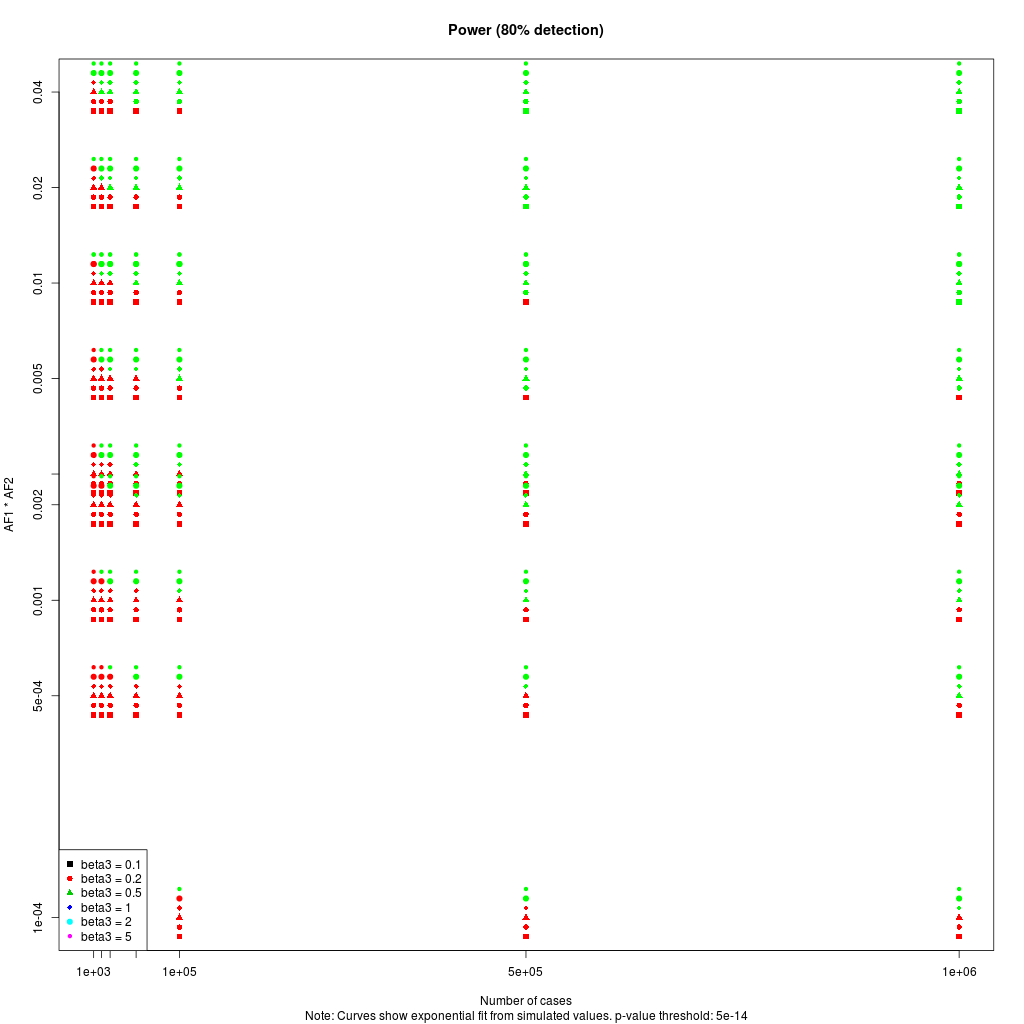 Power (80% detection)
AF1 * AF2
0.04
0.02
0.01
0.005
0.002
0.001
5e-04
1e-04
beta3 = 0.1
beta3 = 0.2
beta3 = 0.5
beta3 = 1
beta3 = 2
beta3 = 5
1e+03 1e+05 5e+05 1e+06
Number of cases
Note: Curves show exponential fit from simulated values. p-value threshold: 5e-14